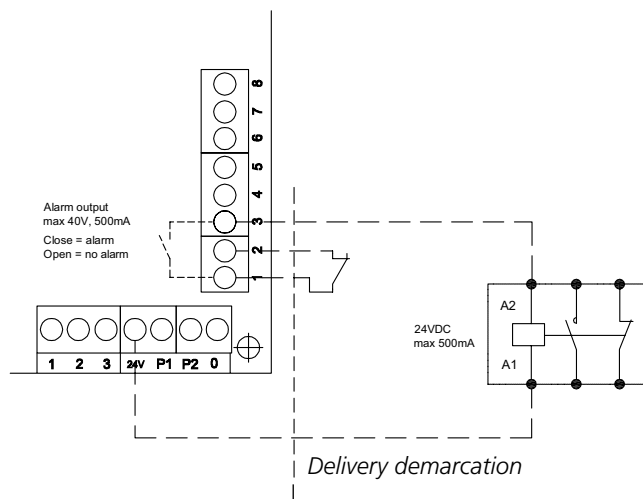 8
7
6
5
4
3
2
1
Alarm output
max 40V, 500mA
Close = alarm
Open = no alarm
24VDC
max 500mA
A2
A1
1 2 3 24V P1 P2 0
Delivery demarcation